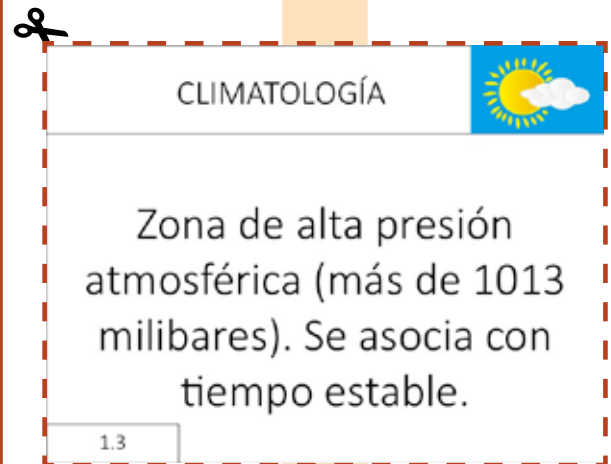 CLIMATOLOGÍA
Zona de alta presión
atmosférica (más de 1013
milibares). Se asocia con
tiempo estable.
1.3